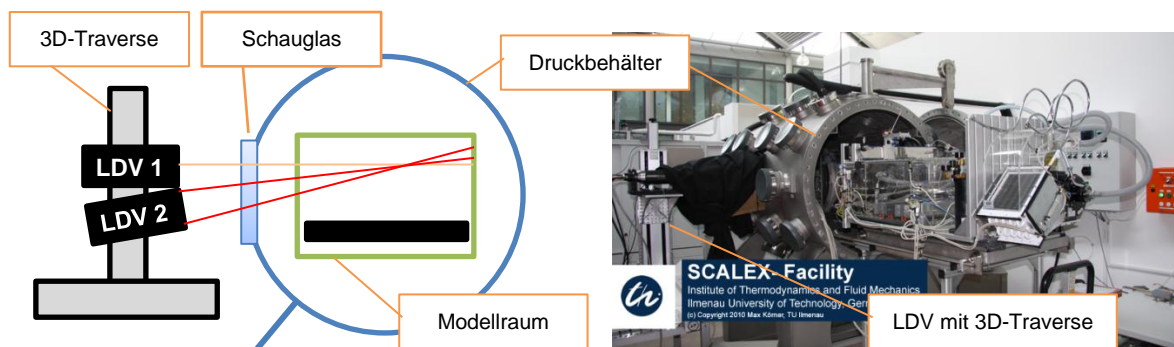 3D-Traverse
Schauglas
Druckbehälter
LDV 1
LDV 2
Modellraum
SCALEX- Facility
Institute of Thermodynamics and Fluid Mechanics
Ilmenau University of Technology, Ger
(c) Copyright 2010 Max Körner, TU Ilmenau
th
LDV mit 3D-Traverse